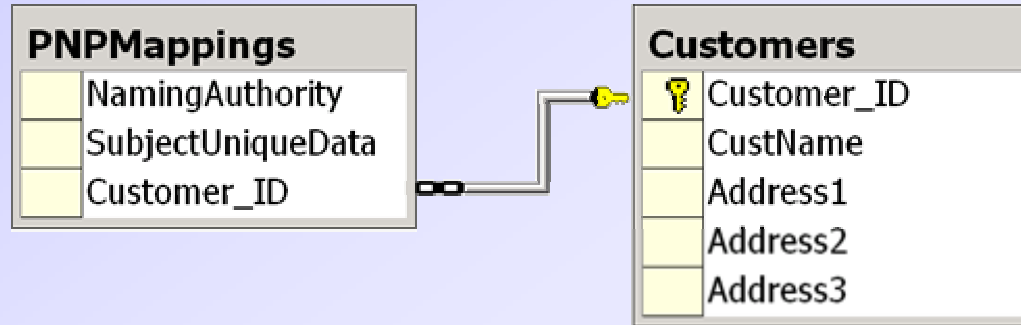 PNPMappings
NamingAuthority
SubjectUniqueData
Customer_ID
Customers
Customer_ID
CustName
Address1
Address2
Address3